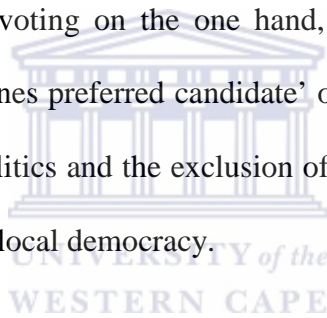 voting on the one hand,
nes preferred candidate’ o
litics and the exclusion of
local democracy.
UNIVERSITY of the
WESTERN CAPE